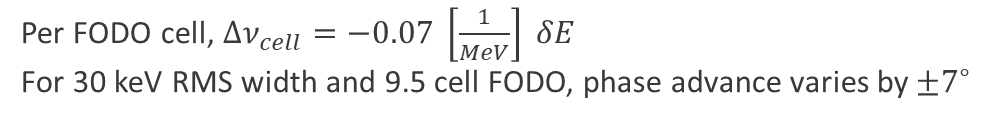 Per FODO cell, Δν_cell = −0.07 [1/MeV] δE
For 30 keV RMS width and 9.5 cell FODO, phase advance varies by ±7°